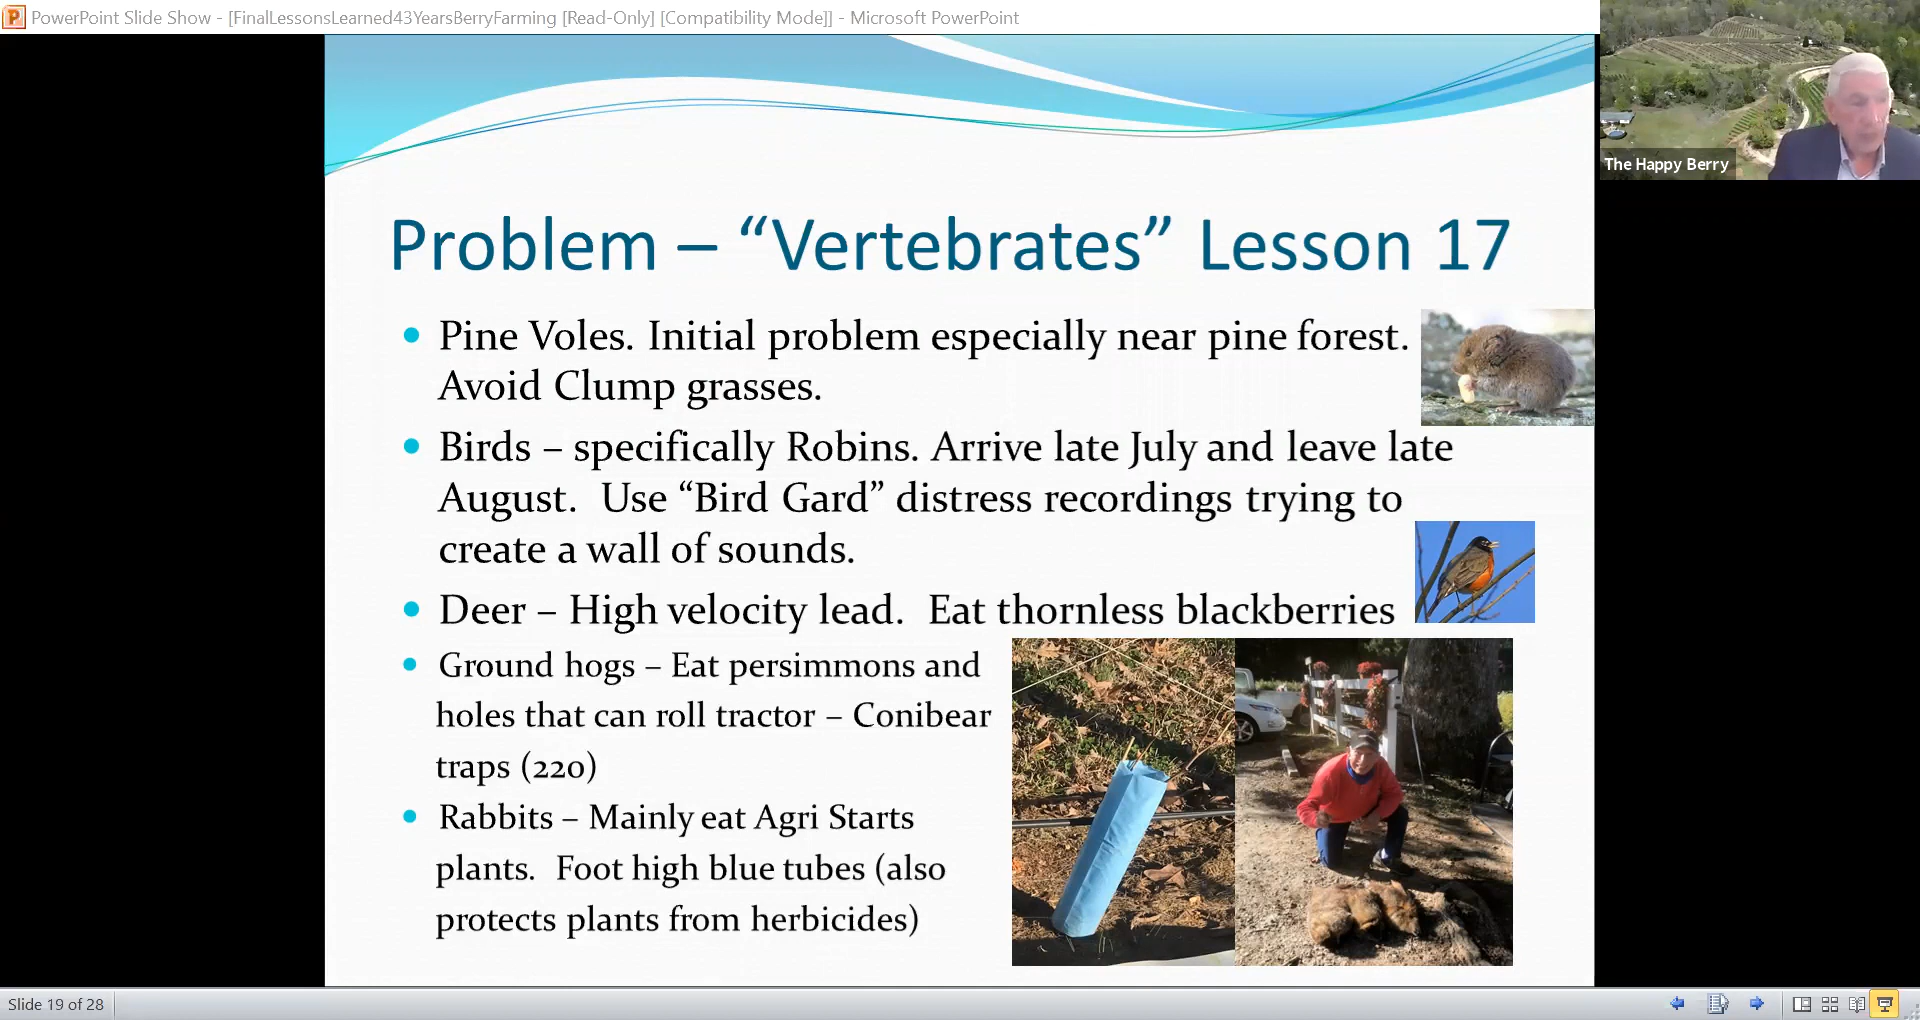 PowerPoint Slide Show - [FinalLessonsLearned43YearsBerryFarming [Read-Only] [Compatibility Mode]] - Microsoft PowerPoint
The Happy Berry
Problem – “Vertebrates” Lesson 17
• Pine Voles. Initial problem especially near pine forest.
Avoid Clump grasses.
• Birds – specifically Robins. Arrive late July and leave late
August.  Use “Bird Gard” distress recordings trying to
create a wall of sounds.
• Deer – High velocity lead.  Eat thornless blackberries
• Ground hogs – Eat persimmons and
holes that can roll tractor – Conibear
traps (220)
• Rabbits – Mainly eat Agri Starts
plants.  Foot high blue tubes (also
protects plants from herbicides)
Slide 19 of 28